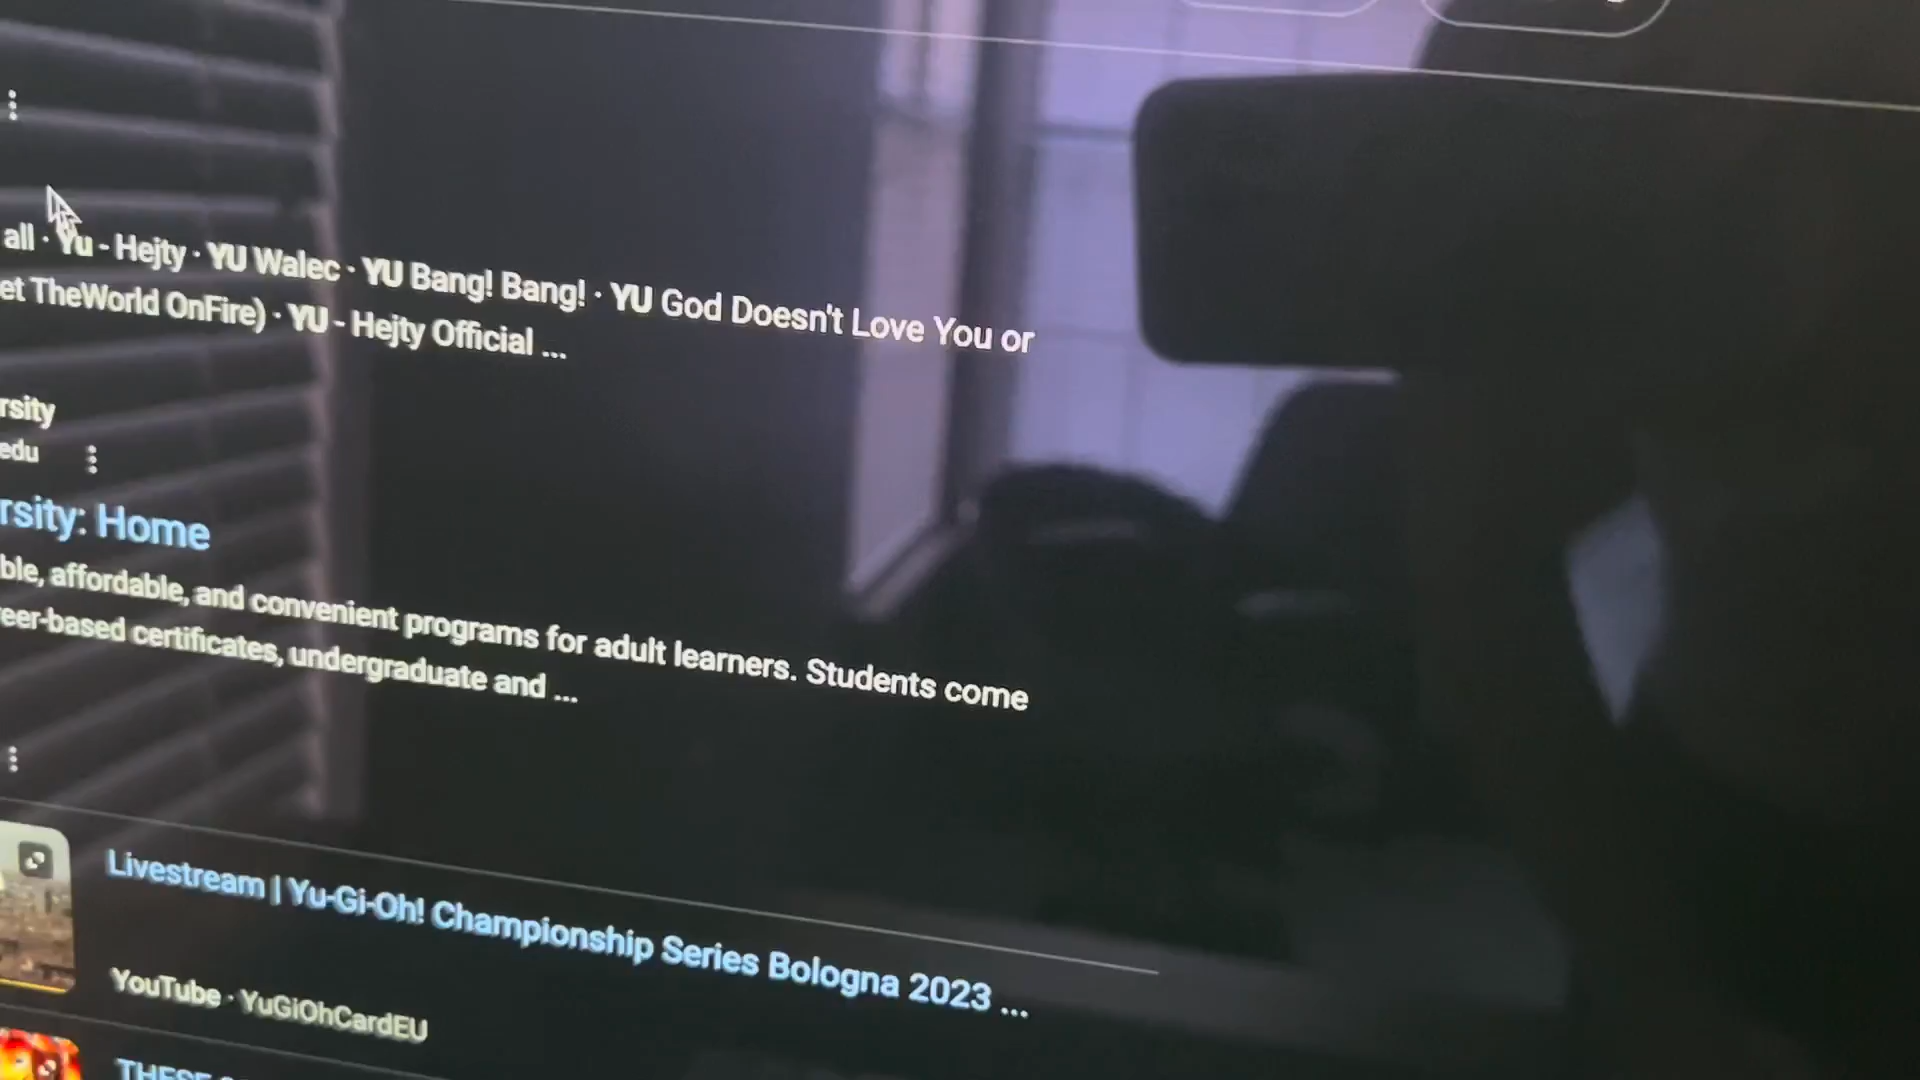 all · Yu - Hejty · YU Walec · YU Bang! Bang! · YU God Doesn't Love You or
et TheWorld OnFire) · YU - Hejty Official ...
rsity
edu
rsity: Home
ble, affordable, and convenient programs for adult learners. Students come
eer-based certificates, undergraduate and ...
Livestream | Yu-Gi-Oh! Championship Series Bologna 2023 ...
YouTube · YuGiOhCardEU
THESE